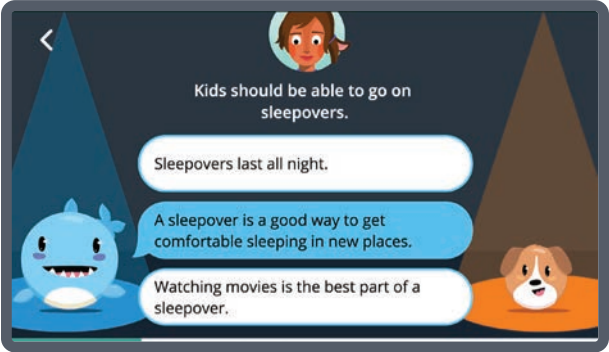 Kids should be able to go on
sleepovers.
Sleepovers last all night.
A sleepover is a good way to get
comfortable sleeping in new places.
Watching movies is the best part of a
sleepover.